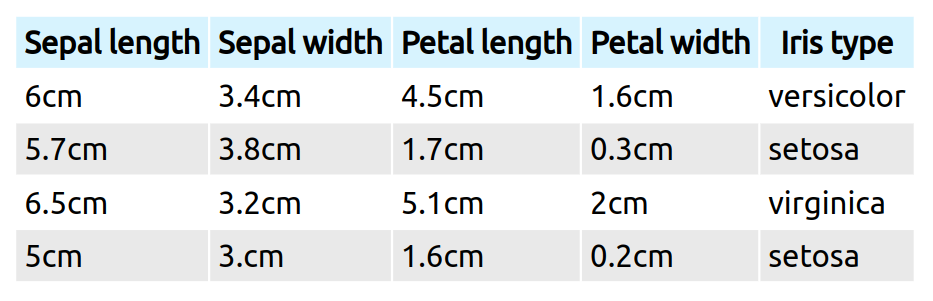 Sepal length Sepal width Petal length Petal width Iris type
6cm 3.4cm 4.5cm 1.6cm versicolor
5.7cm 3.8cm 1.7cm 0.3cm setosa
6.5cm 3.2cm 5.1cm 2cm virginica
5cm 3.cm 1.6cm 0.2cm setosa